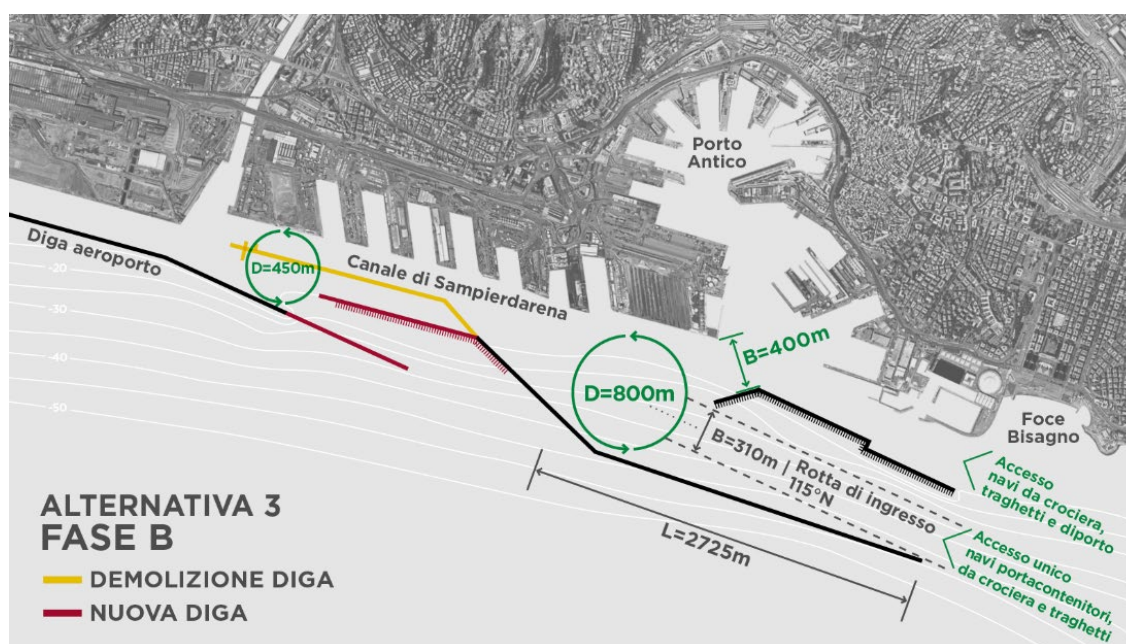 Porto
Antico
Diga aeroporto
D=450m
Canale di Sampierdarena
-20
-30
-40
-50
B=400m
D=800m
B=310m | Rotta di ingresso
115°N
Foce
Bisagno
Accesso
navi da crociera,
traghetti e diporto
L=2725m
Accesso unico
navi portacontenitori,
da crociera e traghetti
ALTERNATIVA 3
FASE B
DEMOLIZIONE DIGA
NUOVA DIGA